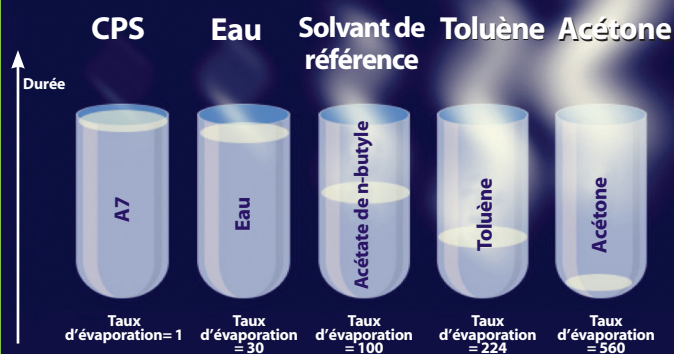 CPS
Eau
Solvant de
référence
Toluène
Acétone
Durée
A7
Eau
Acétate de n-butyle
Toluène
Acétone
Taux
d’évaporation= 1
Taux
d’évaporation
= 30
Taux
d’évaporation
= 100
Taux
d’évaporation
= 224
Taux
d’évaporation
= 560